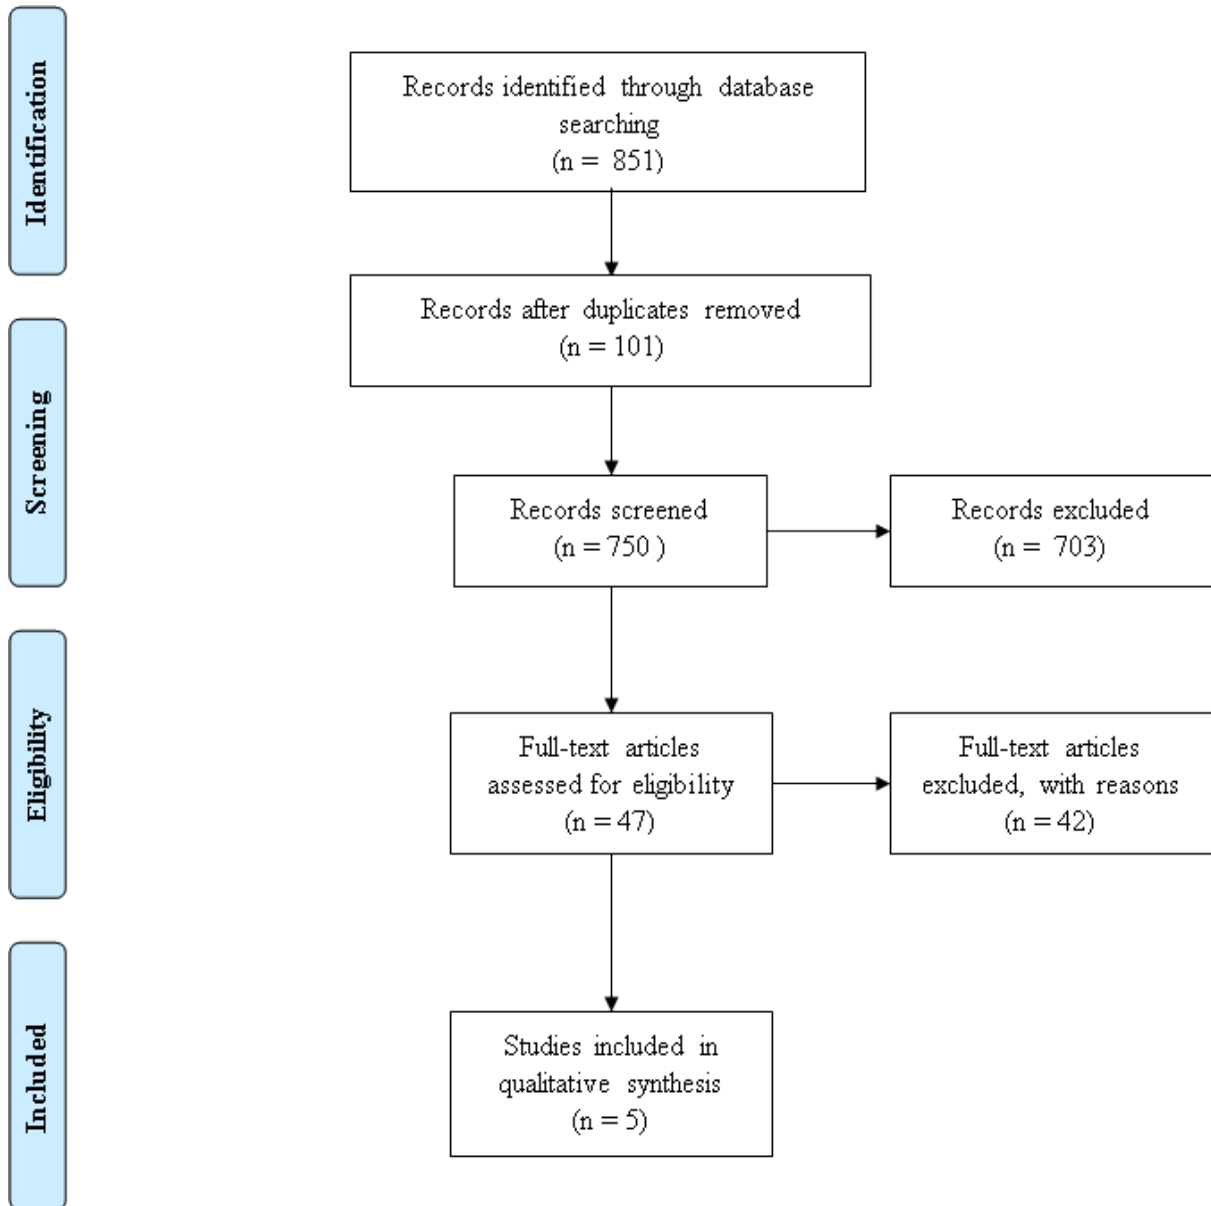 Identification
Records identified through database
searching
(n = 851)
Records after duplicates removed
(n = 101)
Screening
Records screened
(n = 750 )
Records excluded
(n = 703)
Eligibility
Full-text articles
assessed for eligibility
(n = 47)
Full-text articles
excluded, with reasons
(n = 42)
Included
Studies included in
qualitative synthesis
(n = 5)